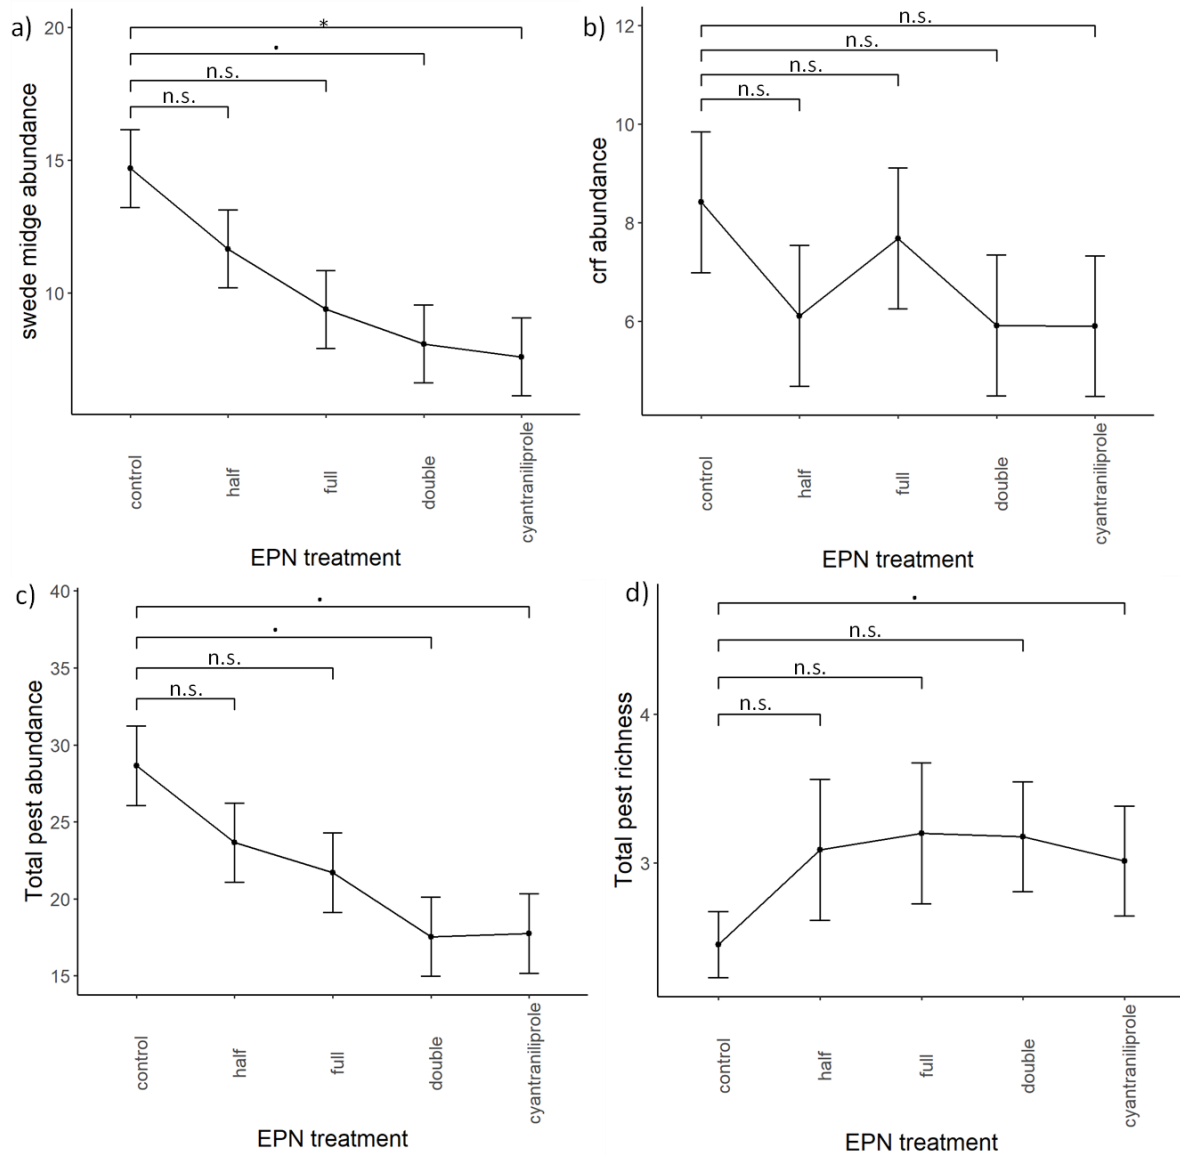 a)
20
15
10
swede midge abundance
*
.
n.s.
n.s.
control
half
full
double
cyantraniliprole
EPN treatment
b)
12
10
8
6
crf abundance
n.s.
n.s.
n.s.
n.s.
control
half
full
double
cyantraniliprole
EPN treatment
c)
40
35
30
25
20
15
Total pest abundance
.
.
n.s.
n.s.
control
half
full
double
cyantraniliprole
EPN treatment
d)
4
3
Total pest richness
.
n.s.
n.s.
n.s.
control
half
full
double
cyantraniliprole
EPN treatment